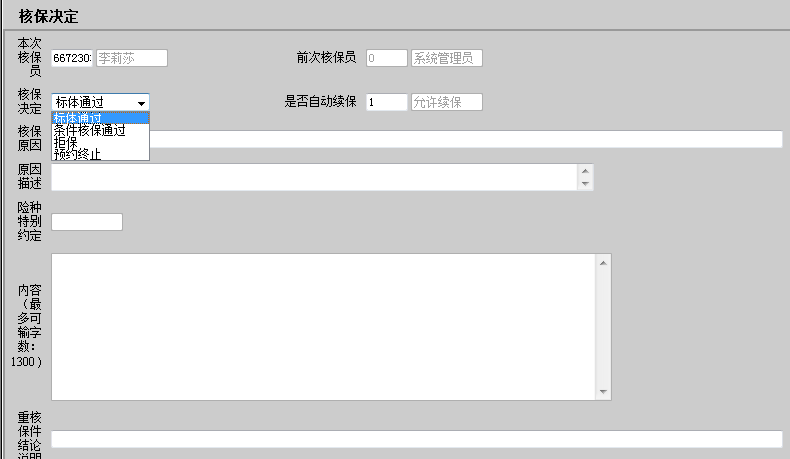 核保决定
本次
核保
员
667230
李莉莎
前次核保员
0
系统管理员
核保
决定
标体通过
是否自动续保
1
允许续保
标体通过
条件核保通过
拒保
预约终止
核保
原因
原因
描述
险种
特别
约定
内容
（最
多可
输字
数：
1300）
重核
保件
结论
说明